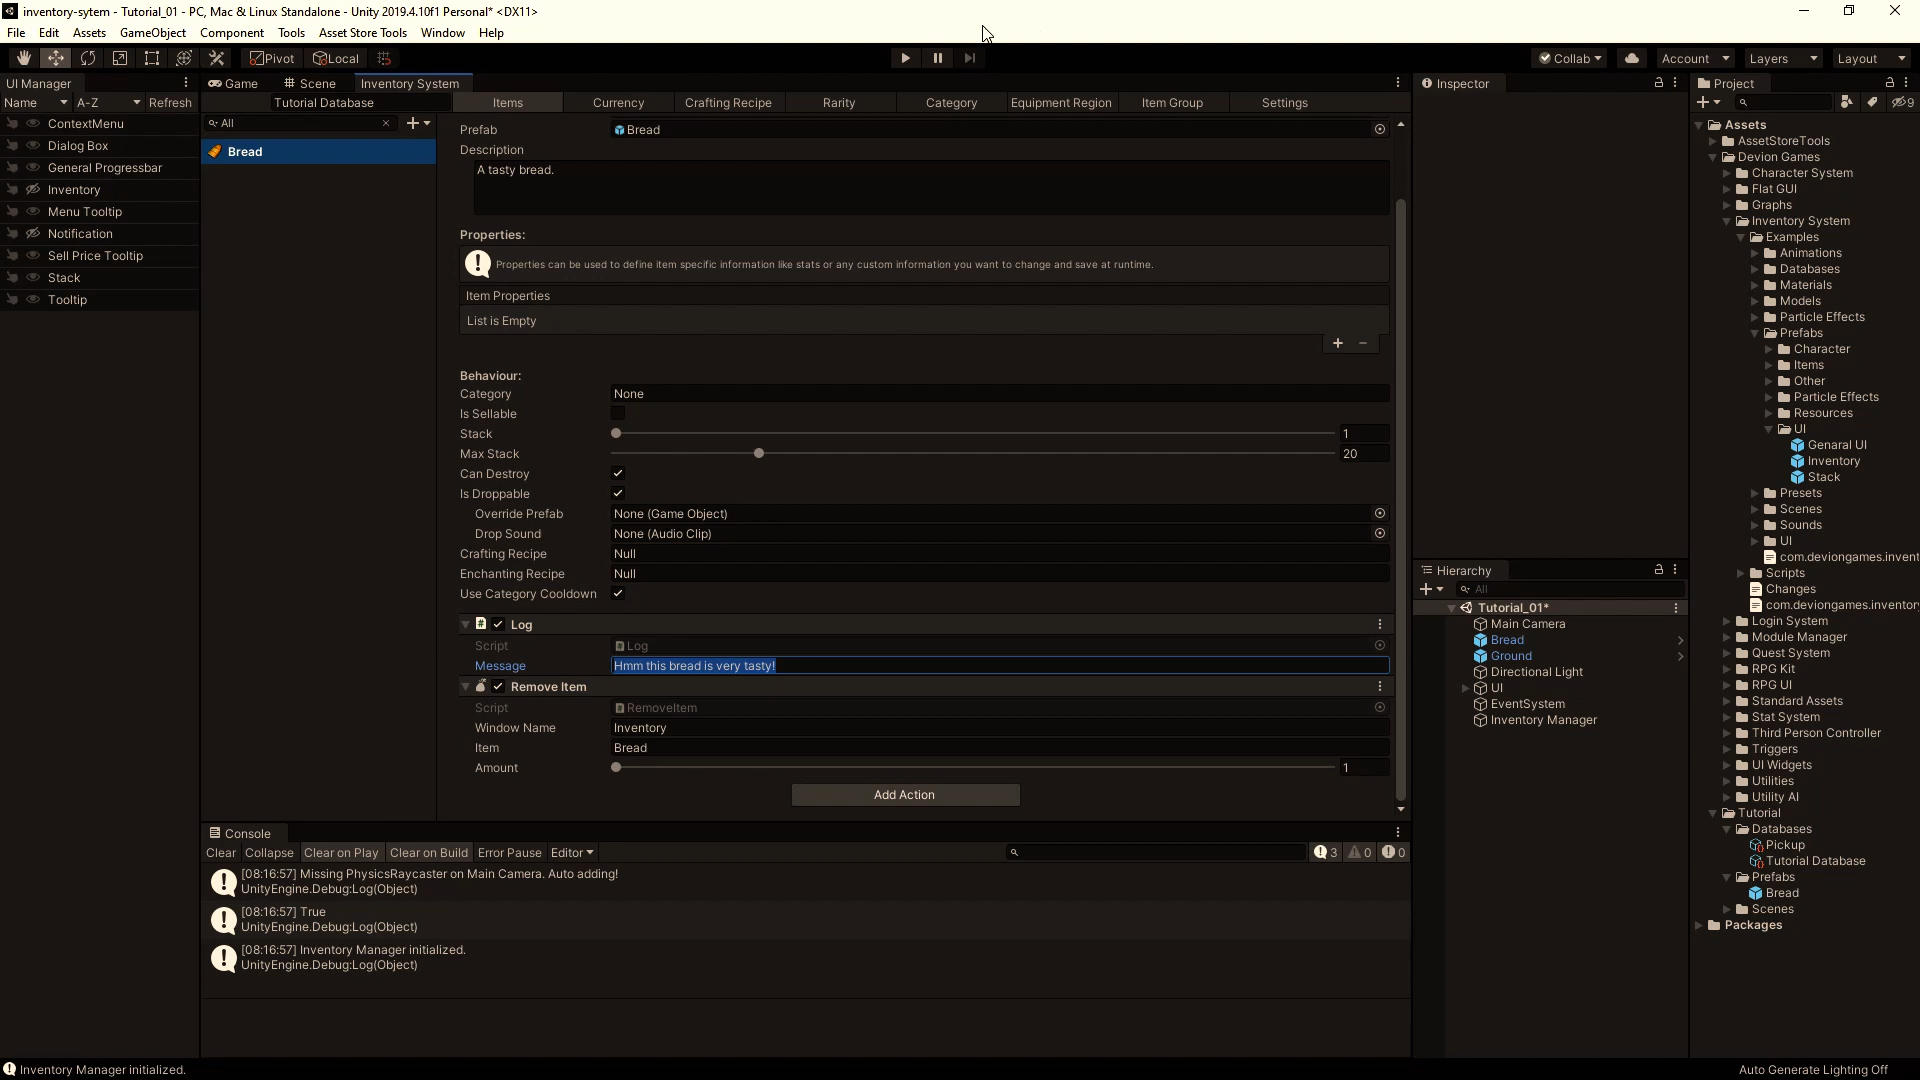 inventory-sytem - Tutorial_01 - PC, Mac & Linux Standalone - Unity 2019.4.10f1 Personal* <DX11>
File Edit Assets GameObject Component Tools Asset Store Tools Window Help
Pivot Local Collab Account Layers Layout
UI Manager
Name A-Z Refresh
ContextMenu
Dialog Box
General Progressbar
Inventory
Menu Tooltip
Notification
Sell Price Tooltip
Stack
Tooltip
Game Scene Inventory System
Tutorial Database Items Currency Crafting Recipe Rarity Category Equipment Region Item Group Settings
All
Bread
Prefab Bread
Description
A tasty bread.
Properties:
Properties can be used to define item specific information like stats or any custom information you want to change and save at runtime.
Item Properties
List is Empty
Behaviour:
Category None
Is Sellable
Stack 1
Max Stack 20
Can Destroy
Is Droppable
Override Prefab None (Game Object)
Drop Sound None (Audio Clip)
Crafting Recipe Null
Enchanting Recipe Null
Use Category Cooldown
Log
Script Log
Message Hmm this bread is very tasty!
Remove Item
Script RemoveItem
Window Name Inventory
Item Bread
Amount 1
Add Action
Console
Clear Collapse Clear on Play Clear on Build Error Pause Editor 3 0 0
[08:16:57] Missing PhysicsRaycaster on Main Camera. Auto adding!
UnityEngine.Debug:Log(Object)
[08:16:57] True
UnityEngine.Debug:Log(Object)
[08:16:57] Inventory Manager initialized.
UnityEngine.Debug:Log(Object)
Inspector
Hierarchy
All
Tutorial_01*
Main Camera
Bread
Ground
Directional Light
UI
EventSystem
Inventory Manager
Project
9
Assets
AssetStoreTools
Devion Games
Character System
Flat GUI
Graphs
Inventory System
Examples
Animations
Databases
Materials
Models
Particle Effects
Prefabs
Character
Items
Other
Particle Effects
Resources
UI
Genaral UI
Inventory
Stack
Presets
Scenes
Sounds
UI
com.deviongames.invent
Scripts
Changes
com.deviongames.inventory
Login System
Module Manager
Quest System
RPG Kit
RPG UI
Standard Assets
Stat System
Third Person Controller
Triggers
UI Widgets
Utilities
Utility AI
Tutorial
Databases
Pickup
Tutorial Database
Prefabs
Bread
Scenes
Packages
Inventory Manager initialized.
Auto Generate Lighting Off